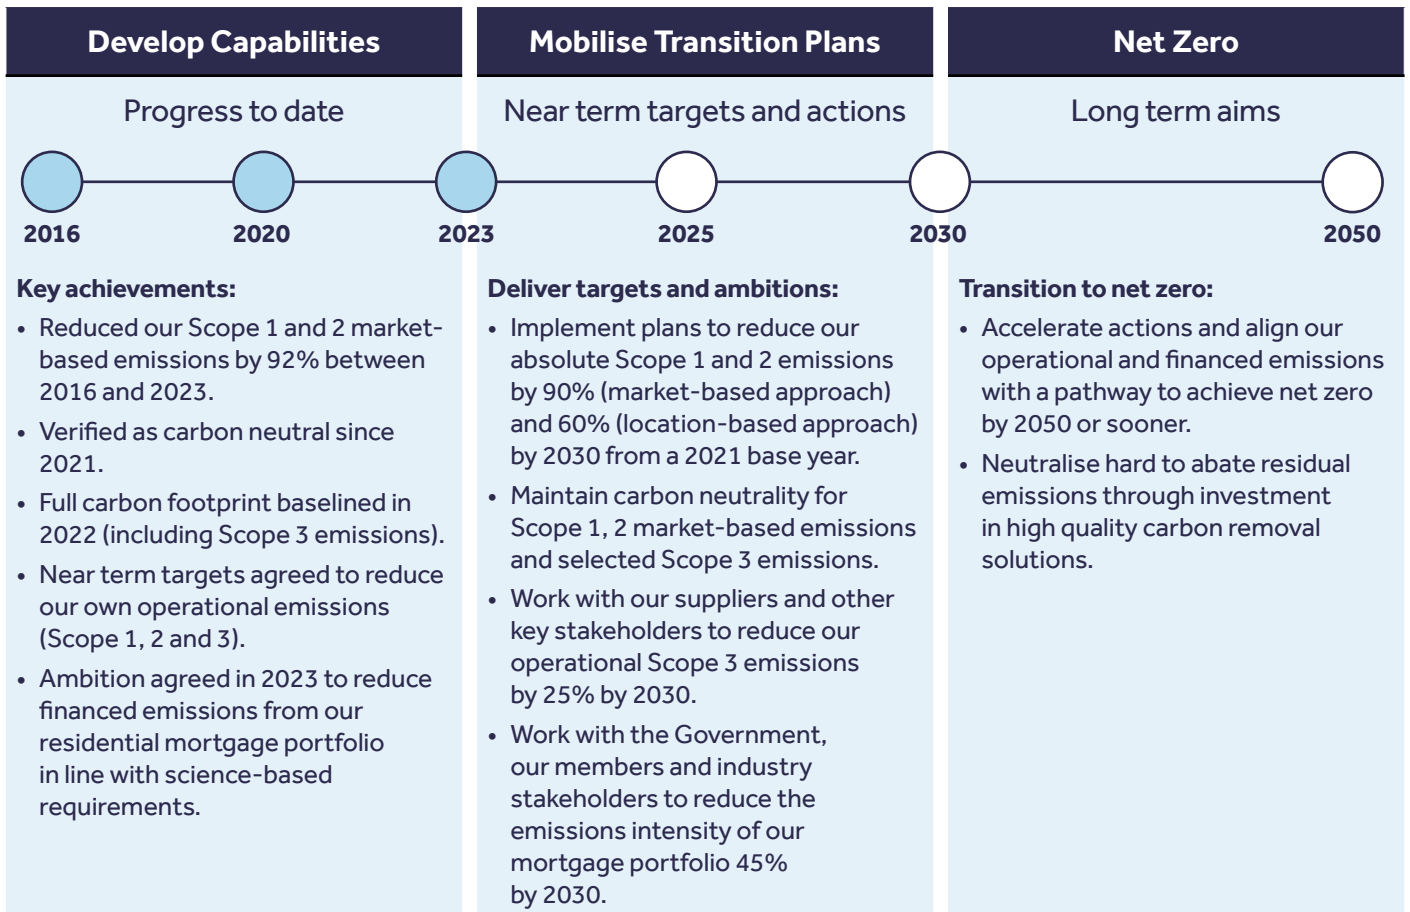 Develop Capabilities
Progress to date
2016
2020
2023
Key achievements:
• Reduced our Scope 1 and 2 market-
based emissions by 92% between
2016 and 2023.
• Verified as carbon neutral since
2021.
• Full carbon footprint baselined in
2022 (including Scope 3 emissions).
• Near term targets agreed to reduce
our own operational emissions
(Scope 1, 2 and 3).
• Ambition agreed in 2023 to reduce
financed emissions from our
residential mortgage portfolio
in line with science-based
requirements.
Mobilise Transition Plans
Near term targets and actions
2025
2030
Deliver targets and ambitions:
• Implement plans to reduce our
absolute Scope 1 and 2 emissions
by 90% (market-based approach)
and 60% (location-based approach)
by 2030 from a 2021 base year.
• Maintain carbon neutrality for
Scope 1, 2 market-based emissions
and selected Scope 3 emissions.
• Work with our suppliers and other
key stakeholders to reduce our
operational Scope 3 emissions
by 25% by 2030.
• Work with the Government,
our members and industry
stakeholders to reduce the
emissions intensity of our
mortgage portfolio 45%
by 2030.
Net Zero
Long term aims
2050
Transition to net zero:
• Accelerate actions and align our
operational and financed emissions
with a pathway to achieve net zero
by 2050 or sooner.
• Neutralise hard to abate residual
emissions through investment
in high quality carbon removal
solutions.